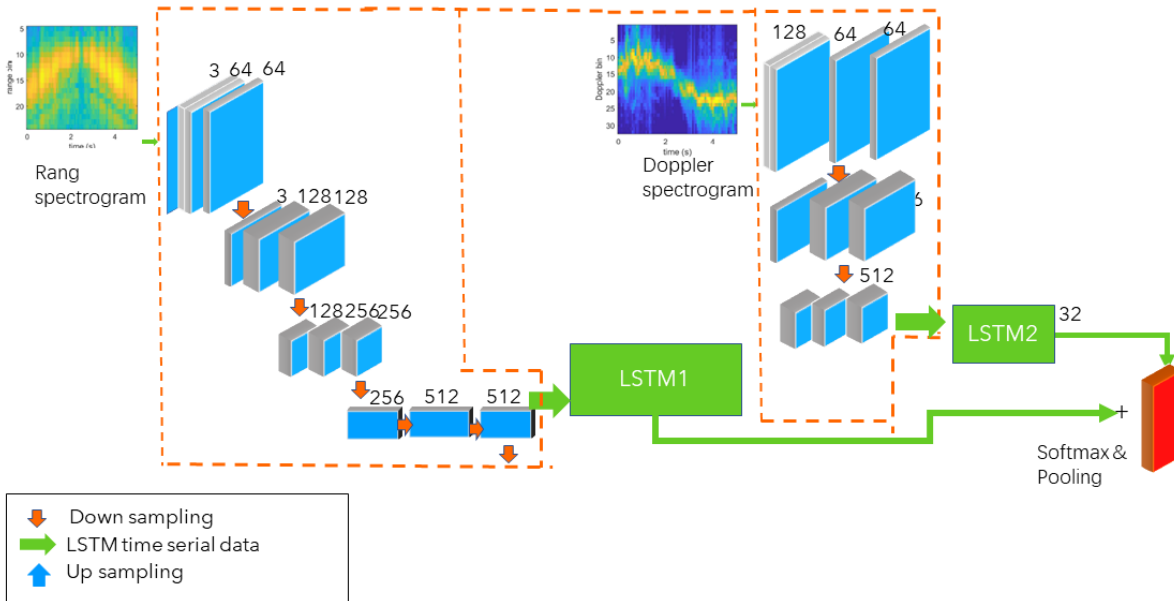 5
10
15
20
range bin
0
2
4
time (s)
Rang
spectrogram
3 64 64
3 128 128
128 256 256
256 512 512
LSTM1
0
5
10
15
20
25
30
Doppler bin
0
2
4
time (s)
Doppler
spectrogram
128 64 64
6
512
LSTM2
32
+
Softmax &
Pooling
Down sampling
LSTM time serial data
Up sampling